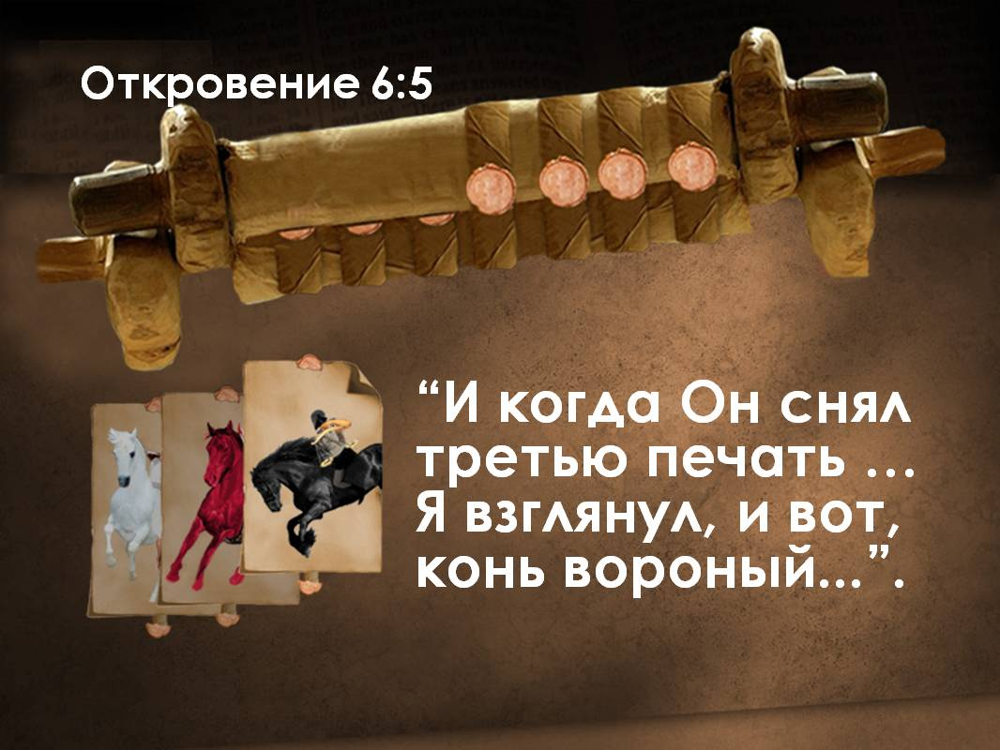 Откровение 6:5
“И когда Он снял
третью печать …
Я взглянул, и вот,
конь вороный...”.